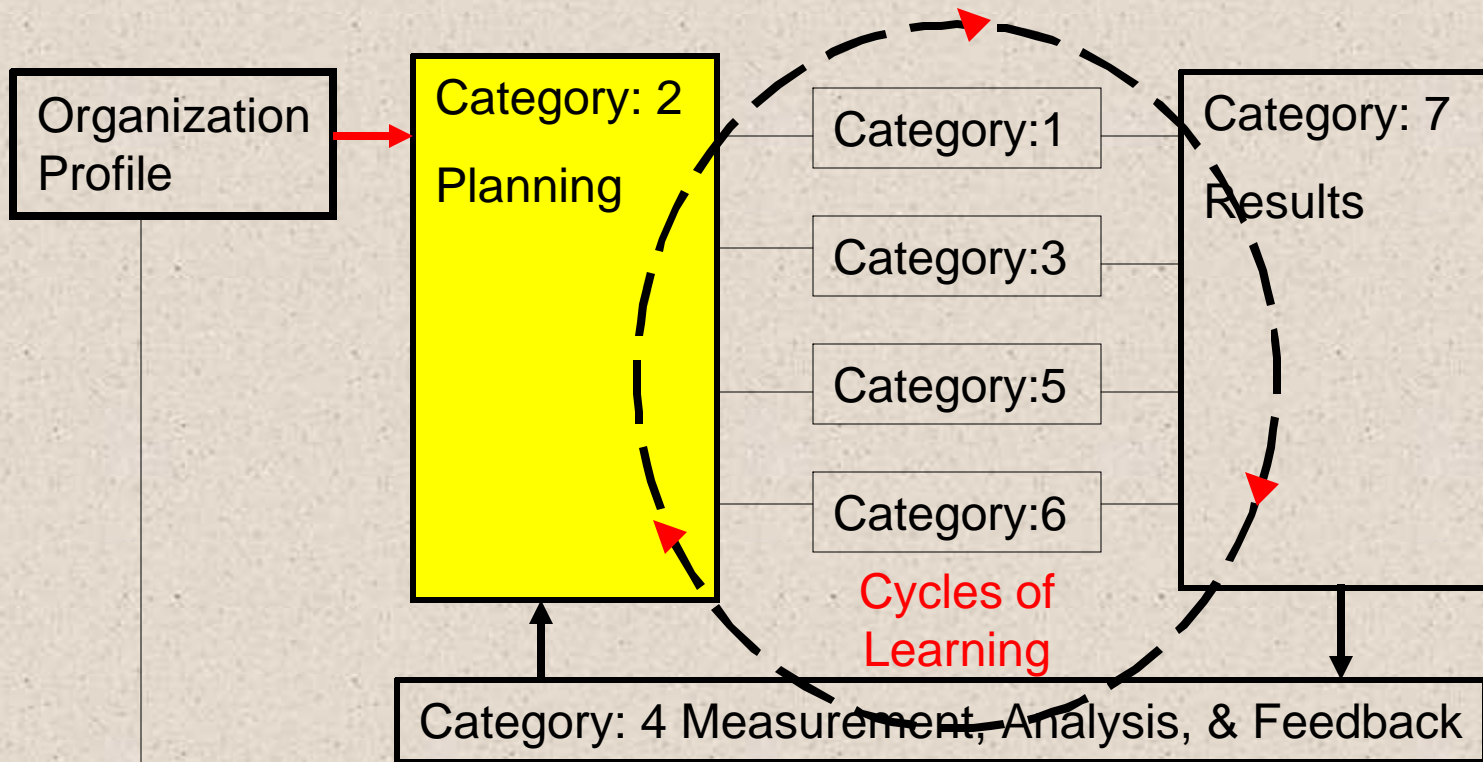 Organization
Profile
Category: 2
Planning
Category:1
Category:3
Category:5
Category:6
Cycles of
Learning
Category: 7
Results
Category: 4 Measurement, Analysis, & Feedback